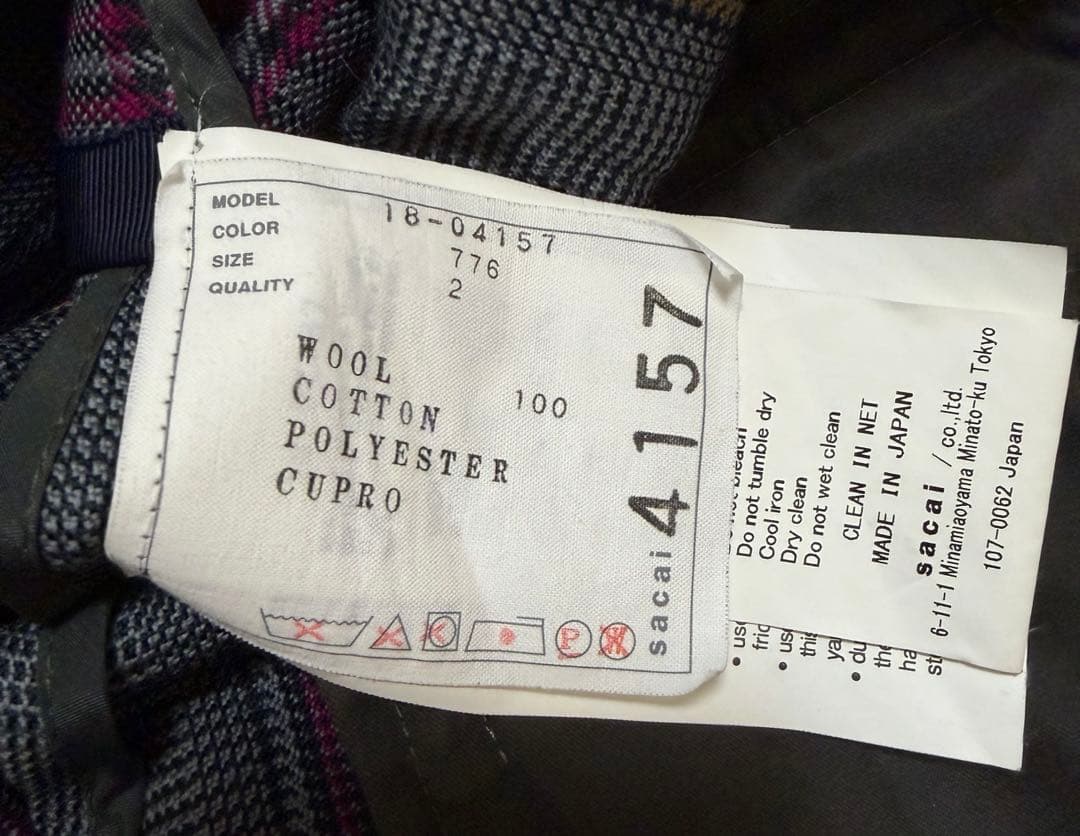 MODEL 18-04157
COLOR 776
SIZE 2
QUALITY
WOOL 100
COTTON
POLYESTER
CUPRO
P
W
sacai 4157
Do not tumble dry
Cool iron
Dry clean
Do not wet clean
CLEAN IN NET
MADE IN JAPAN
sacai / co.,ltd.
6-11-1 Minamiaoyama Minato-ku Tokyo
107-0062 Japan